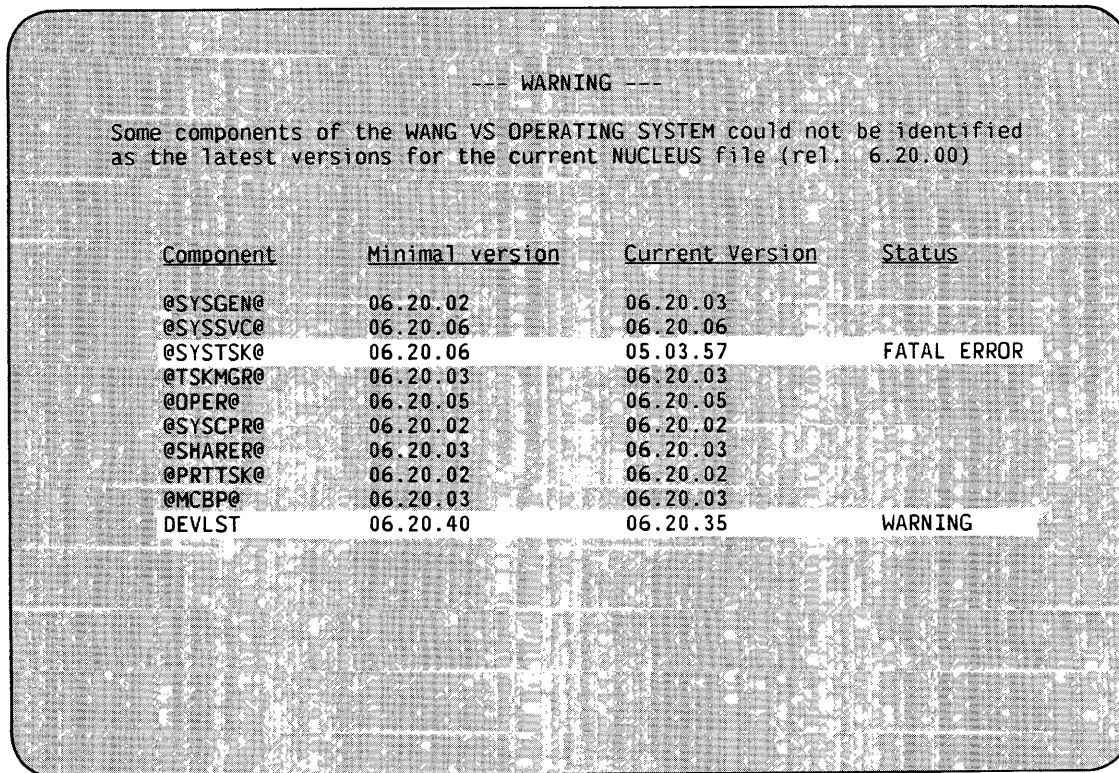 --- WARNING ---
Some components of the WANG VS OPERATING SYSTEM could not be identified
as the latest versions for the current NUCLEUS file (rel. 6.20.00)
Component Minimal version Current Version Status
@SYSGEN@ 06.20.02 06.20.03
@SYSSVC@ 06.20.06 06.20.06
@SYSTSK@ 06.20.06 05.03.57 FATAL ERROR
@TSKMGR@ 06.20.03 06.20.03
@OPER@ 06.20.05 06.20.05
@SYSCPR@ 06.20.02 06.20.02
@SHARER@ 06.20.03 06.20.03
@PRTTSK@ 06.20.02 06.20.02
@MCBP@ 06.20.03 06.20.03
DEVLST 06.20.40 06.20.35 WARNING